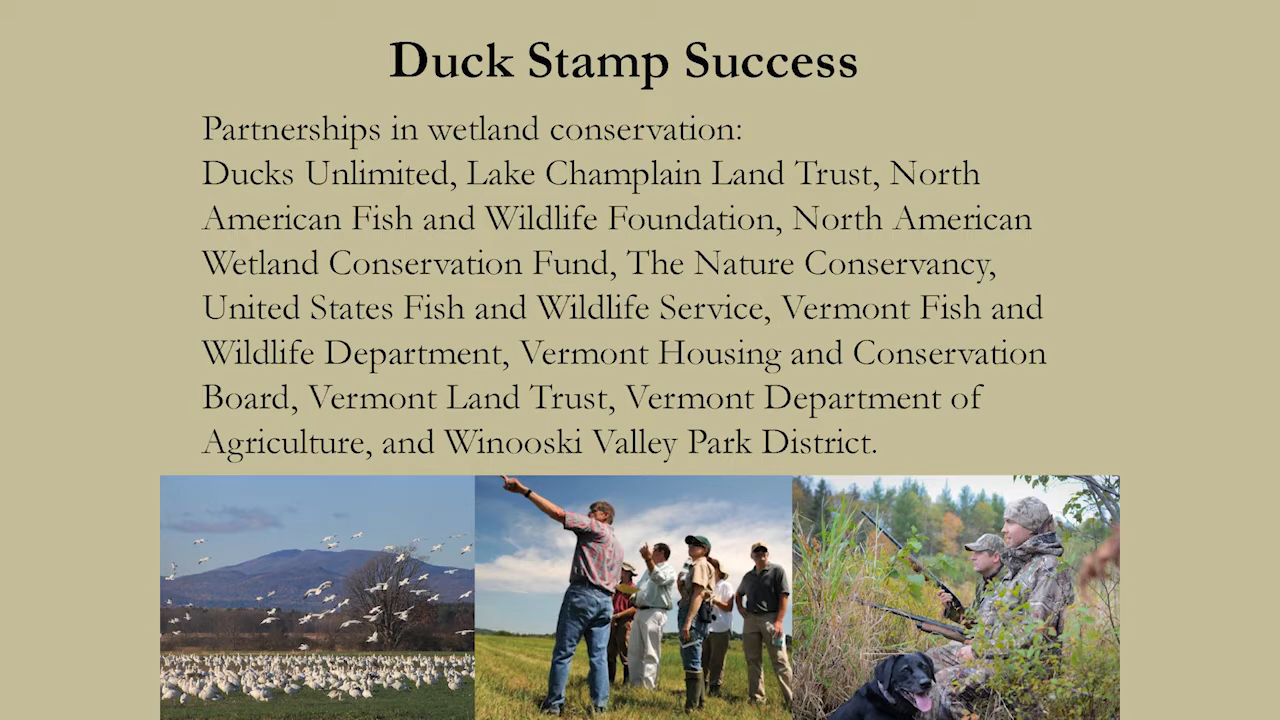 Duck Stamp Success
Partnerships in wetland conservation:
Ducks Unlimited, Lake Champlain Land Trust, North
American Fish and Wildlife Foundation, North American
Wetland Conservation Fund, The Nature Conservancy,
United States Fish and Wildlife Service, Vermont Fish and
Wildlife Department, Vermont Housing and Conservation
Board, Vermont Land Trust, Vermont Department of
Agriculture, and Winooski Valley Park District.